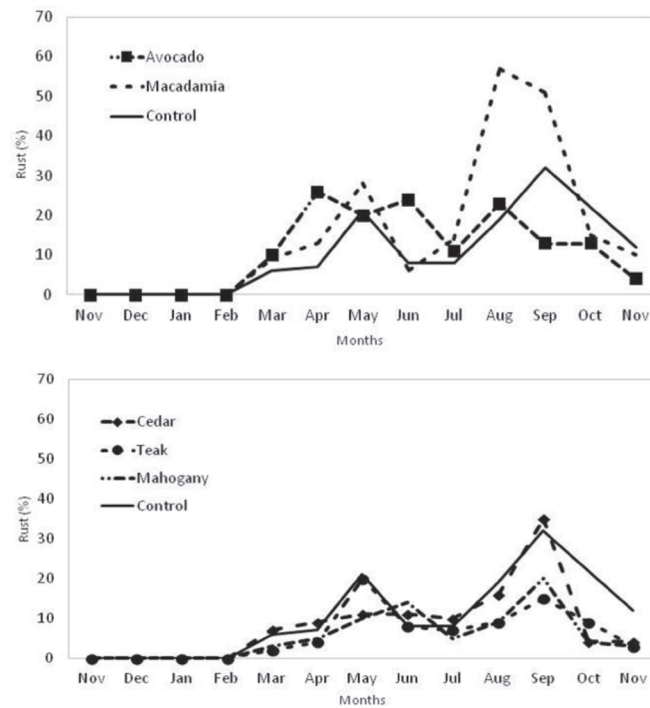 70
60
50
40
30
20
10
0
Rust (%)
Avocado
Macadamia
Control
Nov Dec Jan Feb Mar Apr May Jun Jul Aug Sep Oct Nov
Months
70
60
50
40
30
20
10
0
Rust (%)
Cedar
Teak
Mahogany
Control
Nov Dec Jan Feb Mar Apr May Jun Jul Aug Sep Oct Nov
Months